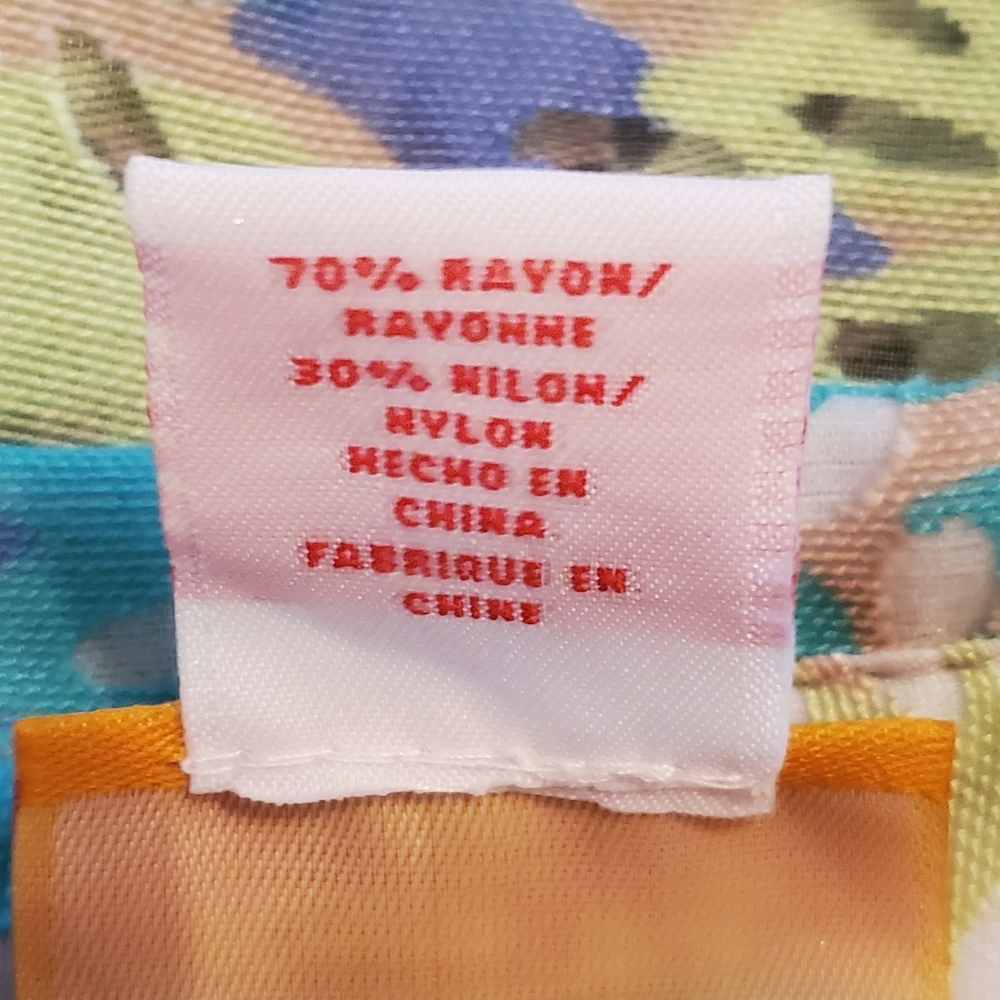 70% RAYON/
RAYONNE
30% NILON/
NYLON
HECHO EN
CHINA
FABRIQUE EN
CHINE